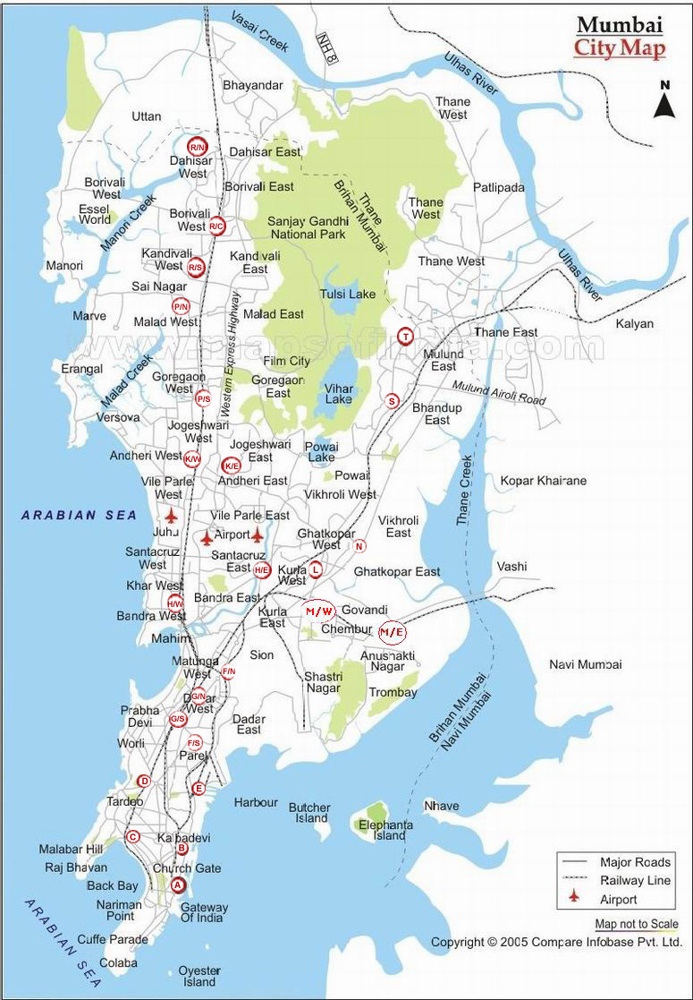 Mumbai
City Map
Vasai Creek
NH 8
Ulhas River
N
Bhayandar
Thane
West
Uttan
R/N
Dahisar
West
Dahisar East
Borivali
West
Borivali East
Patlipada
Essel
World
Manori Creek
Borivali
West
R/C
Sanjay Gandhi
National Park
Thane
Brihan Mumbai
Thane
West
Manori
Kandivali
West
R/S
Kandivali
East
Thane West
Ulhas River
Sai Nagar
Tulsi Lake
P/N
Marve
Malad West
Malad East
Western Express Highway
Thane East
Kalyan
www.mapsofindia.com
T
Mulund
East
Film City
Erangal
Malad Creek
Goregaon
West
Goregaon
East
Vihar
Lake
P/S
S
Mulund Airoli Road
Bhandup
East
Versova
Jogeshwari
West
Jogeshwari
East
Powai
Lake
Andheri West
K/W
K/E
Andheri East
Powai
Vile Parle
West
Vikhroli West
Thane Creek
Kopar Khairane
ARABIAN SEA
Vile Parle East
Juhu
Airport
Ghatkopar
West
Vikhroli
East
N
Santacruz
West
Santacruz
East
H/E
Kurla
West
L
Ghatkopar East
Vashi
Khar West
H/W
Bandra East
Bandra West
Kurla
East
M/W
Govandi
Chembur
M/E
Mahim
Sion
Anushakti
Nagar
Matunga
West
F/N
Navi Mumbai
Shastri
Nagar
Trombay
Brihan Mumbai
Navi Mumbai
G/N
Dadar
West
Prabha
Devi
G/S
Dadar
East
Worli
F/S
Parel
D
E
Tardeo
Harbour
Butcher
Island
Elephanta
Island
Nhave
C
Kalbadevi
B
Malabar Hill
Raj Bhavan
Church Gate
Back Bay
A
Nariman
Point
Gateway
Of India
ARABIAN SEA
Cuffe Parade
Colaba
Oyester
Island
Major Roads
Railway Line
Airport
Map not to Scale
Copyright © 2005 Compare Infobase Pvt. Ltd.